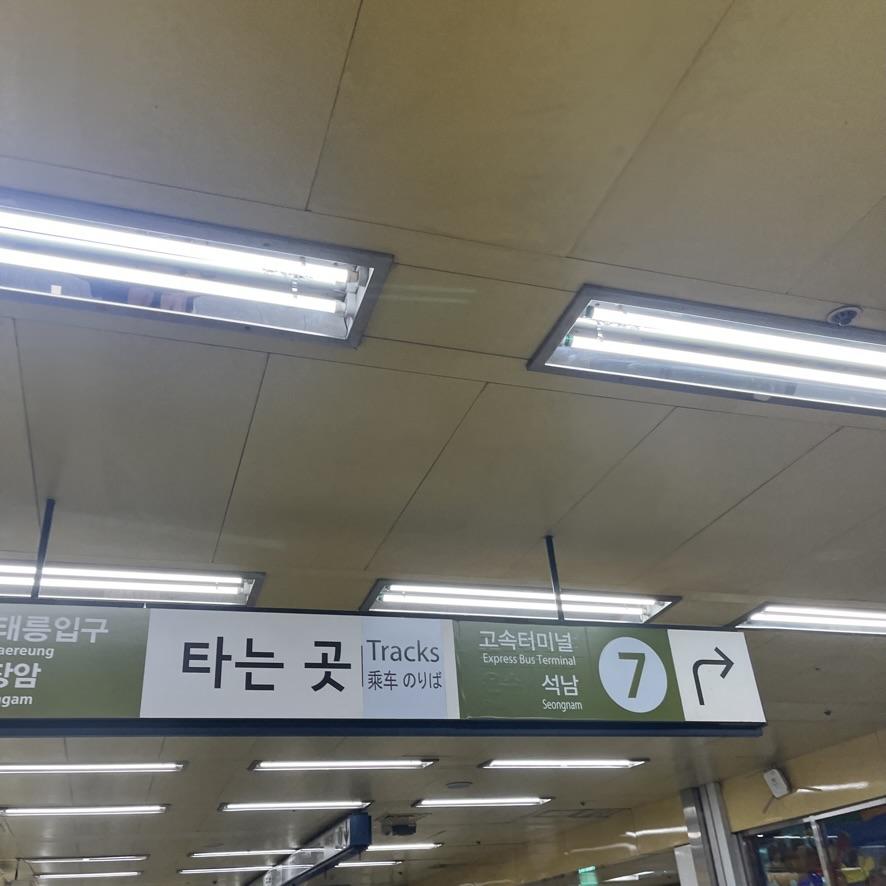 태릉입구
aereung
장암
gam
타는 곳
Tracks
乘车 のりば
고속터미널
Express Bus Terminal
석남
Seongnam
7